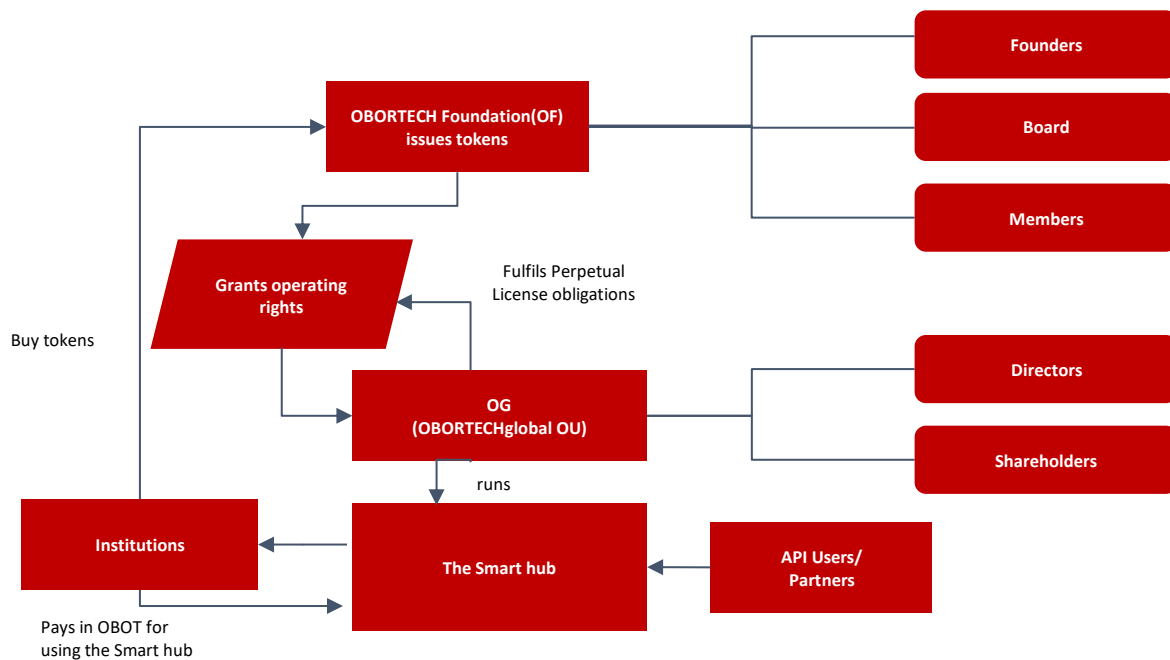 Founders
OBORTECH Foundation(OF)
issues tokens
Board
Members
Grants operating
rights
Fulfils Perpetual
License obligations
Buy tokens
Directors
OG
(OBORTECHglobal OU)
Shareholders
runs
Institutions
The Smart hub
API Users/
Partners
Pays in OBOT for
using the Smart hub